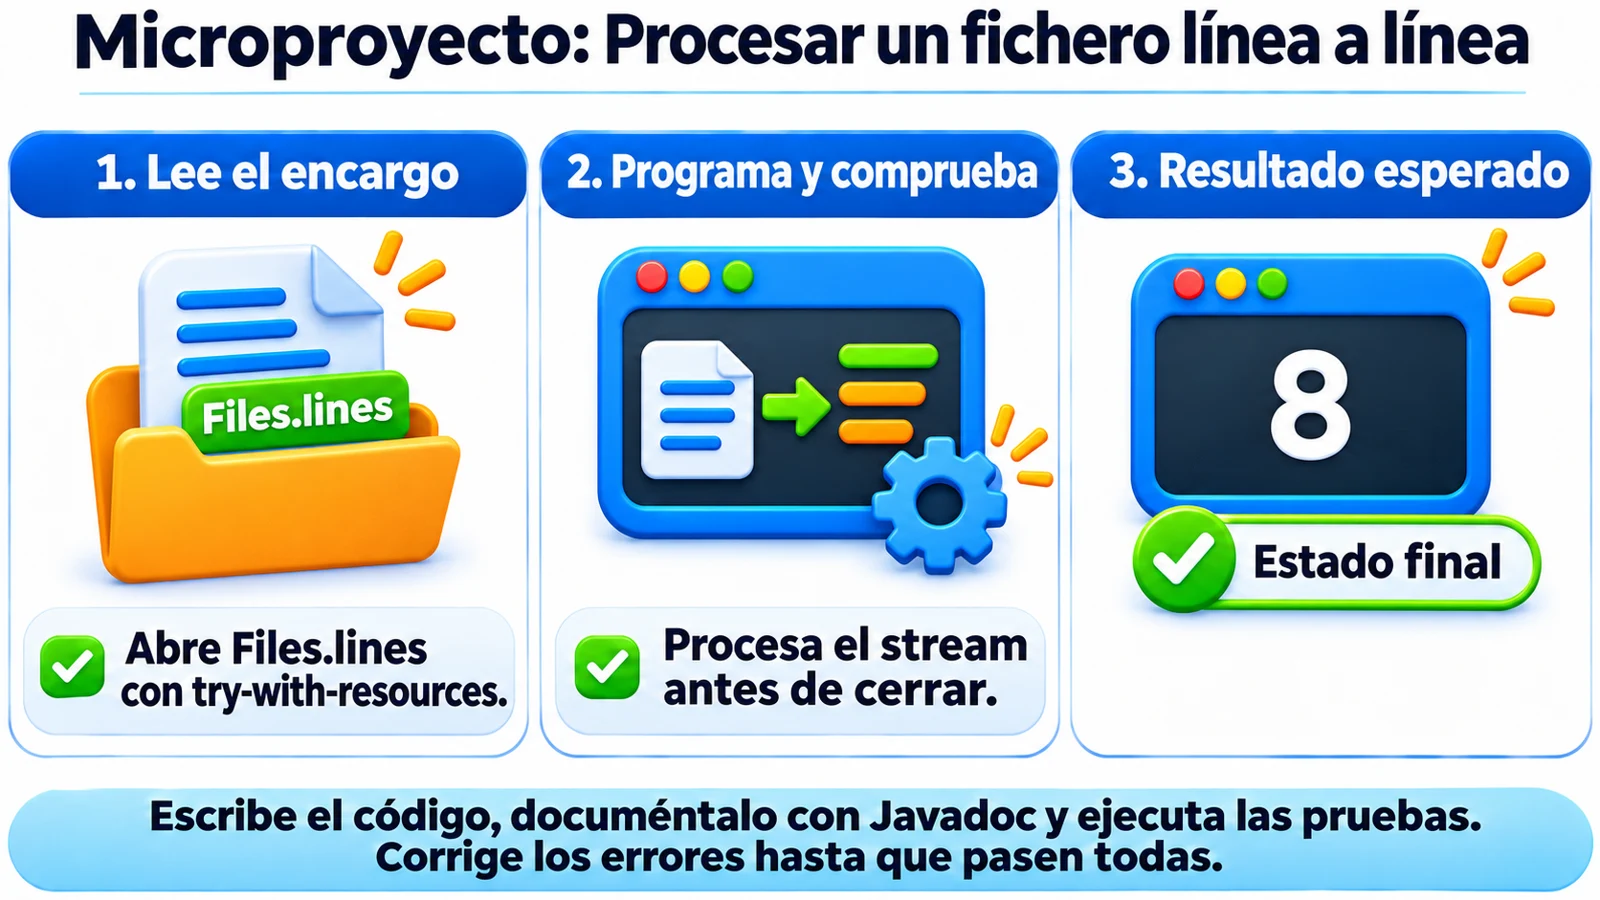 Microproyecto: Procesar un fichero línea a línea
1. Lee el encargo
Files.lines
Abre Files.lines
con try-with-resources.
2. Programa y comprueba
Procesa el stream
antes de cerrar.
3. Resultado esperado
8
Estado final
Escribe el código, documéntalo con Javadoc y ejecuta las pruebas.
Corrige los errores hasta que pasen todas.